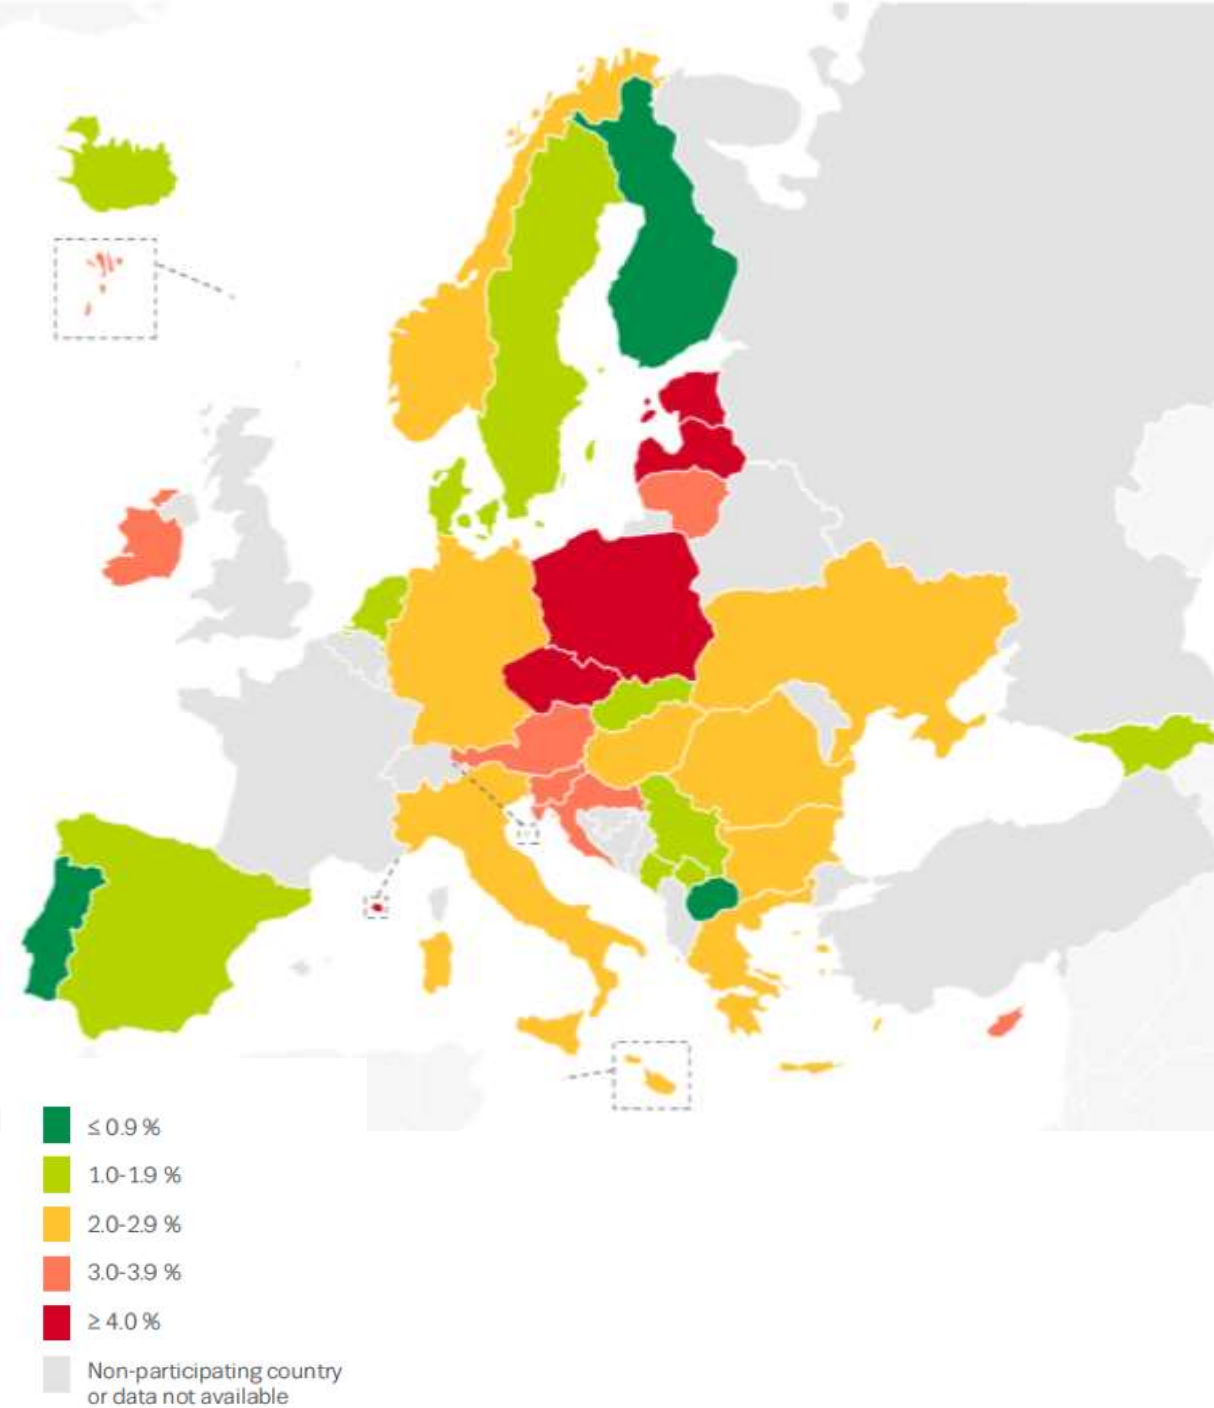 ≤ 0.9 %
1.0-1.9 %
2.0-2.9 %
3.0-3.9 %
≥ 4.0 %
Non-participating country
or data not available